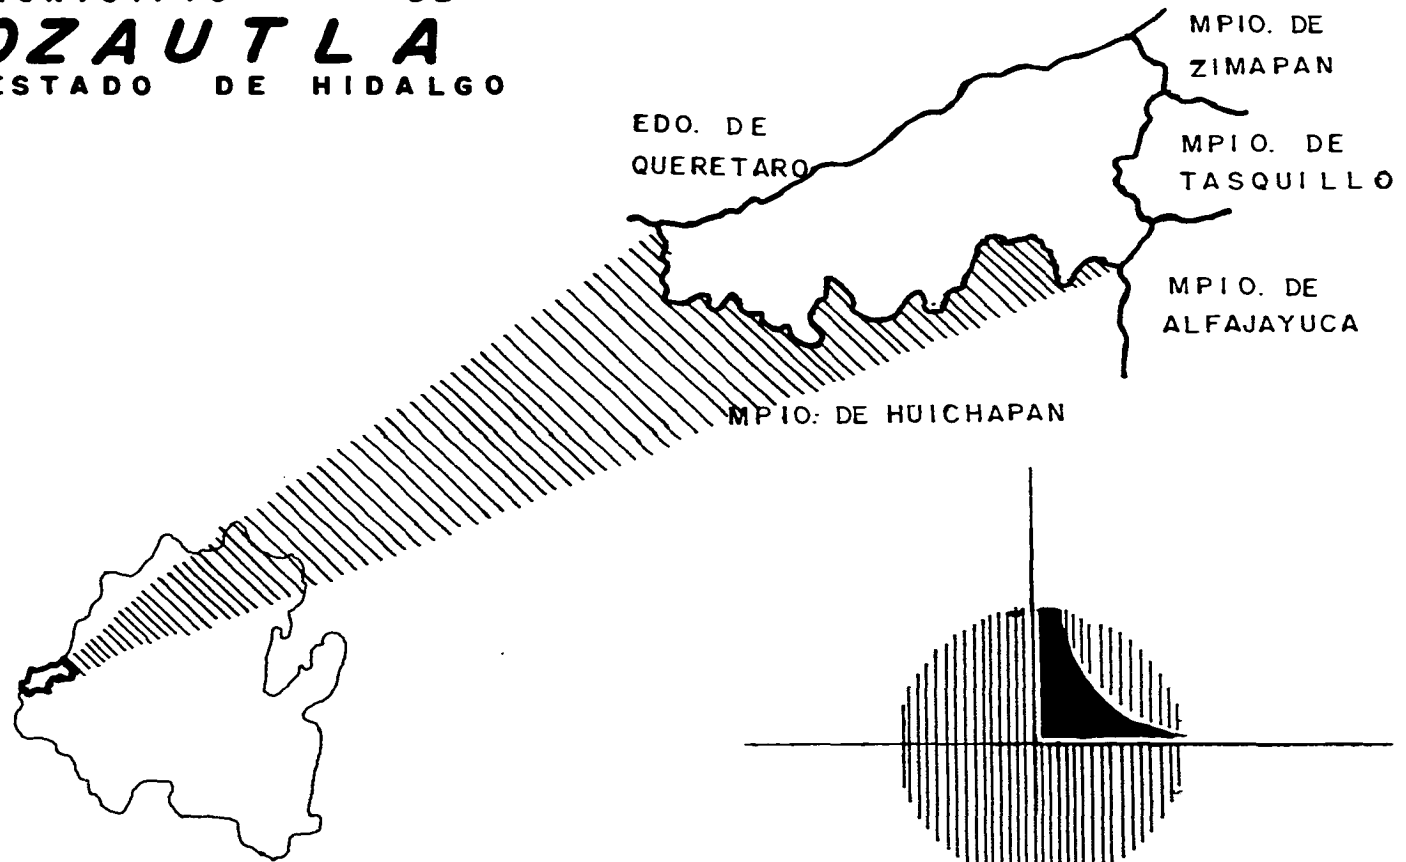 OZAUTLA
ESTADO DE HIDALGO
MPIO. DE
ZIMAPAN
EDO. DE
QUERETARO
MPIO. DE
TASQUILLO
MPIO. DE
ALFAJAYUCA
MPIO. DE HUICHAPAN